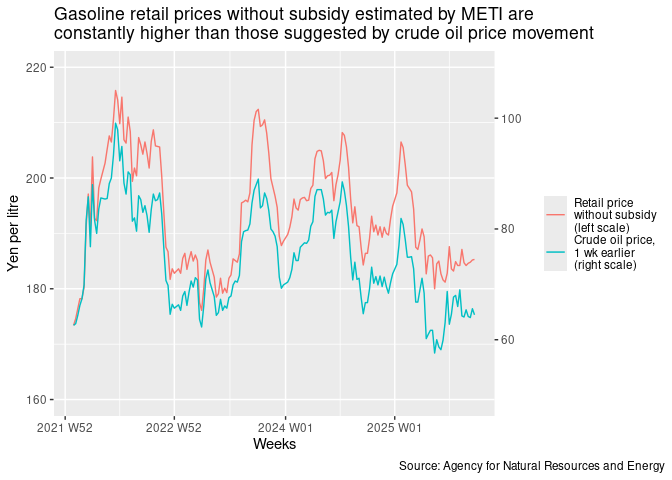 Gasoline retail prices without subsidy estimated by METI are
constantly higher than those suggested by crude oil price movement
220
200
180
160
100
80
60
Yen per litre
2021 W52
2022 W52
2024 W01
2025 W01
Weeks
Retail price
without subsidy
(left scale)
Crude oil price,
1 wk earlier
(right scale)
Source: Agency for Natural Resources and Energy